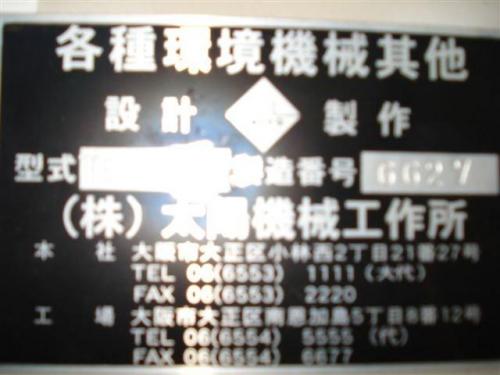 各種環境機械其他
設計 製作
型式 製造番号 6627
(株)太陽機械工作所
本社 大阪市大正区小林西2丁目21番27号
TEL 06(6553) 1111(大代)
FAX 06(6553) 2220
工場 大阪市大正区南恩加島5丁目8番12号
TEL 06(6554) 5555(代)
FAX 06(6554) 6677